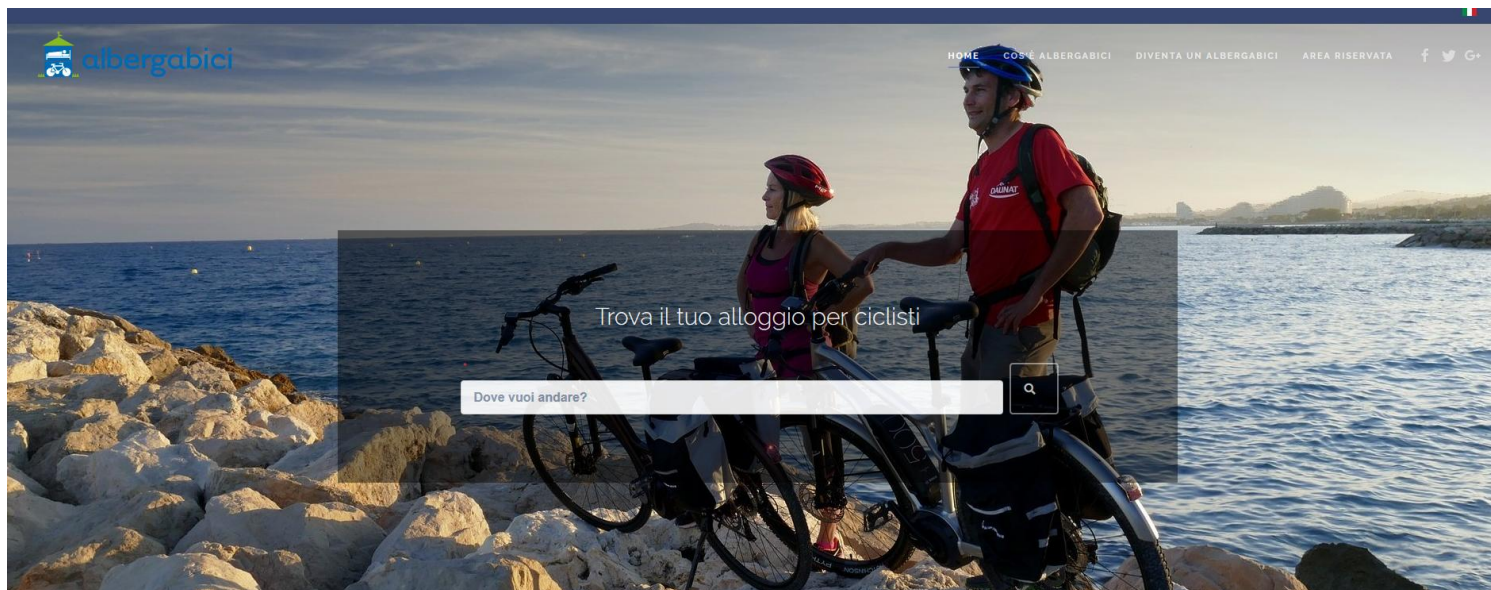 albergabici
HOME COS'È ALBERGABICI DIVENTA UN ALBERGABICI AREA RISERVATA
DAUNAT
Trova il tuo alloggio per ciclisti
Dove vuoi andare?